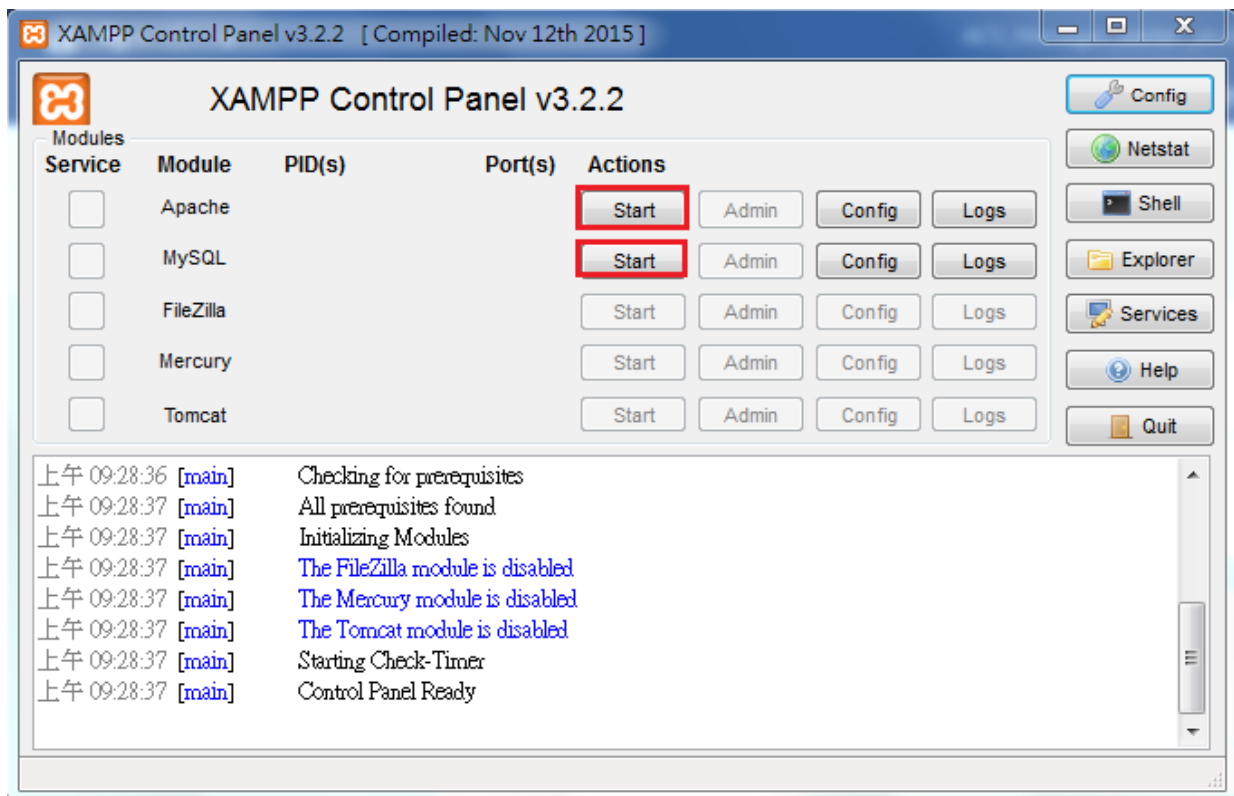 XAMPP Control Panel v3.2.2 [ Compiled: Nov 12th 2015 ]
XAMPP Control Panel v3.2.2
Config
Modules
Service Module PID(s) Port(s) Actions
Netstat
Apache Start Admin Config Logs
Shell
MySQL Start Admin Config Logs
Explorer
FileZilla Start Admin Config Logs
Services
Mercury Start Admin Config Logs
Help
Tomcat Start Admin Config Logs
Quit
上午 09:28:36 [main] Checking for prerequisites
上午 09:28:37 [main] All prerequisites found
上午 09:28:37 [main] Initializing Modules
上午 09:28:37 [main] The FileZilla module is disabled
上午 09:28:37 [main] The Mercury module is disabled
上午 09:28:37 [main] The Tomcat module is disabled
上午 09:28:37 [main] Starting Check-Timer
上午 09:28:37 [main] Control Panel Ready